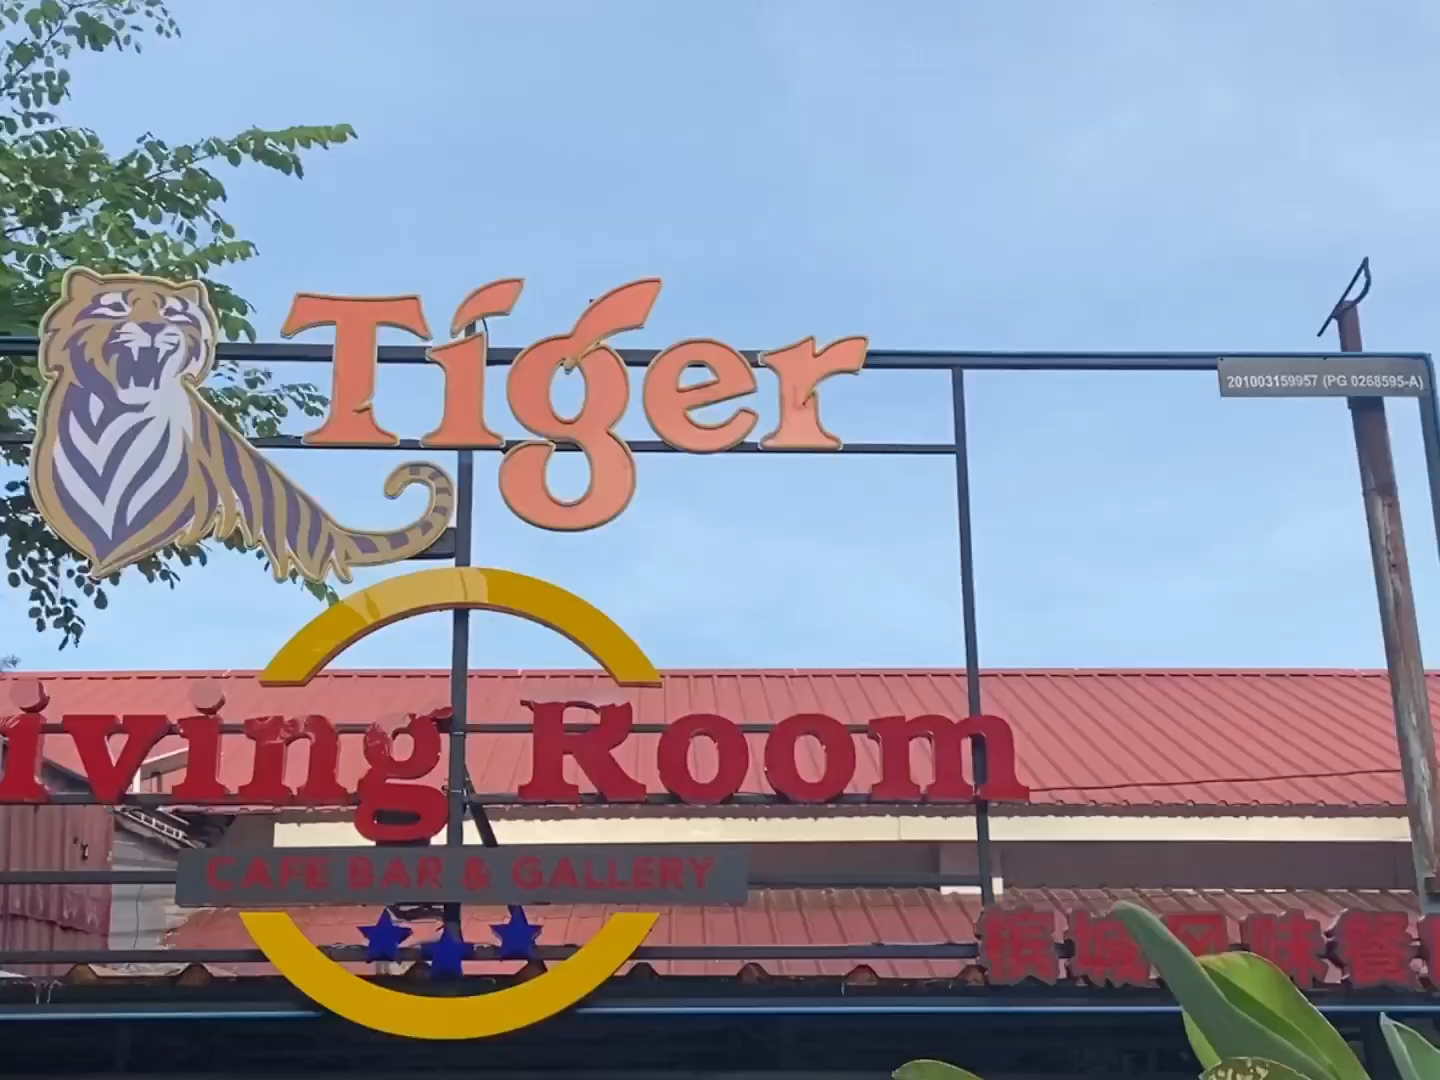 Tiger
201003159957 (PG 0268595-A)
iving Room
CAFE BAR & GALLERY
槟城风味餐